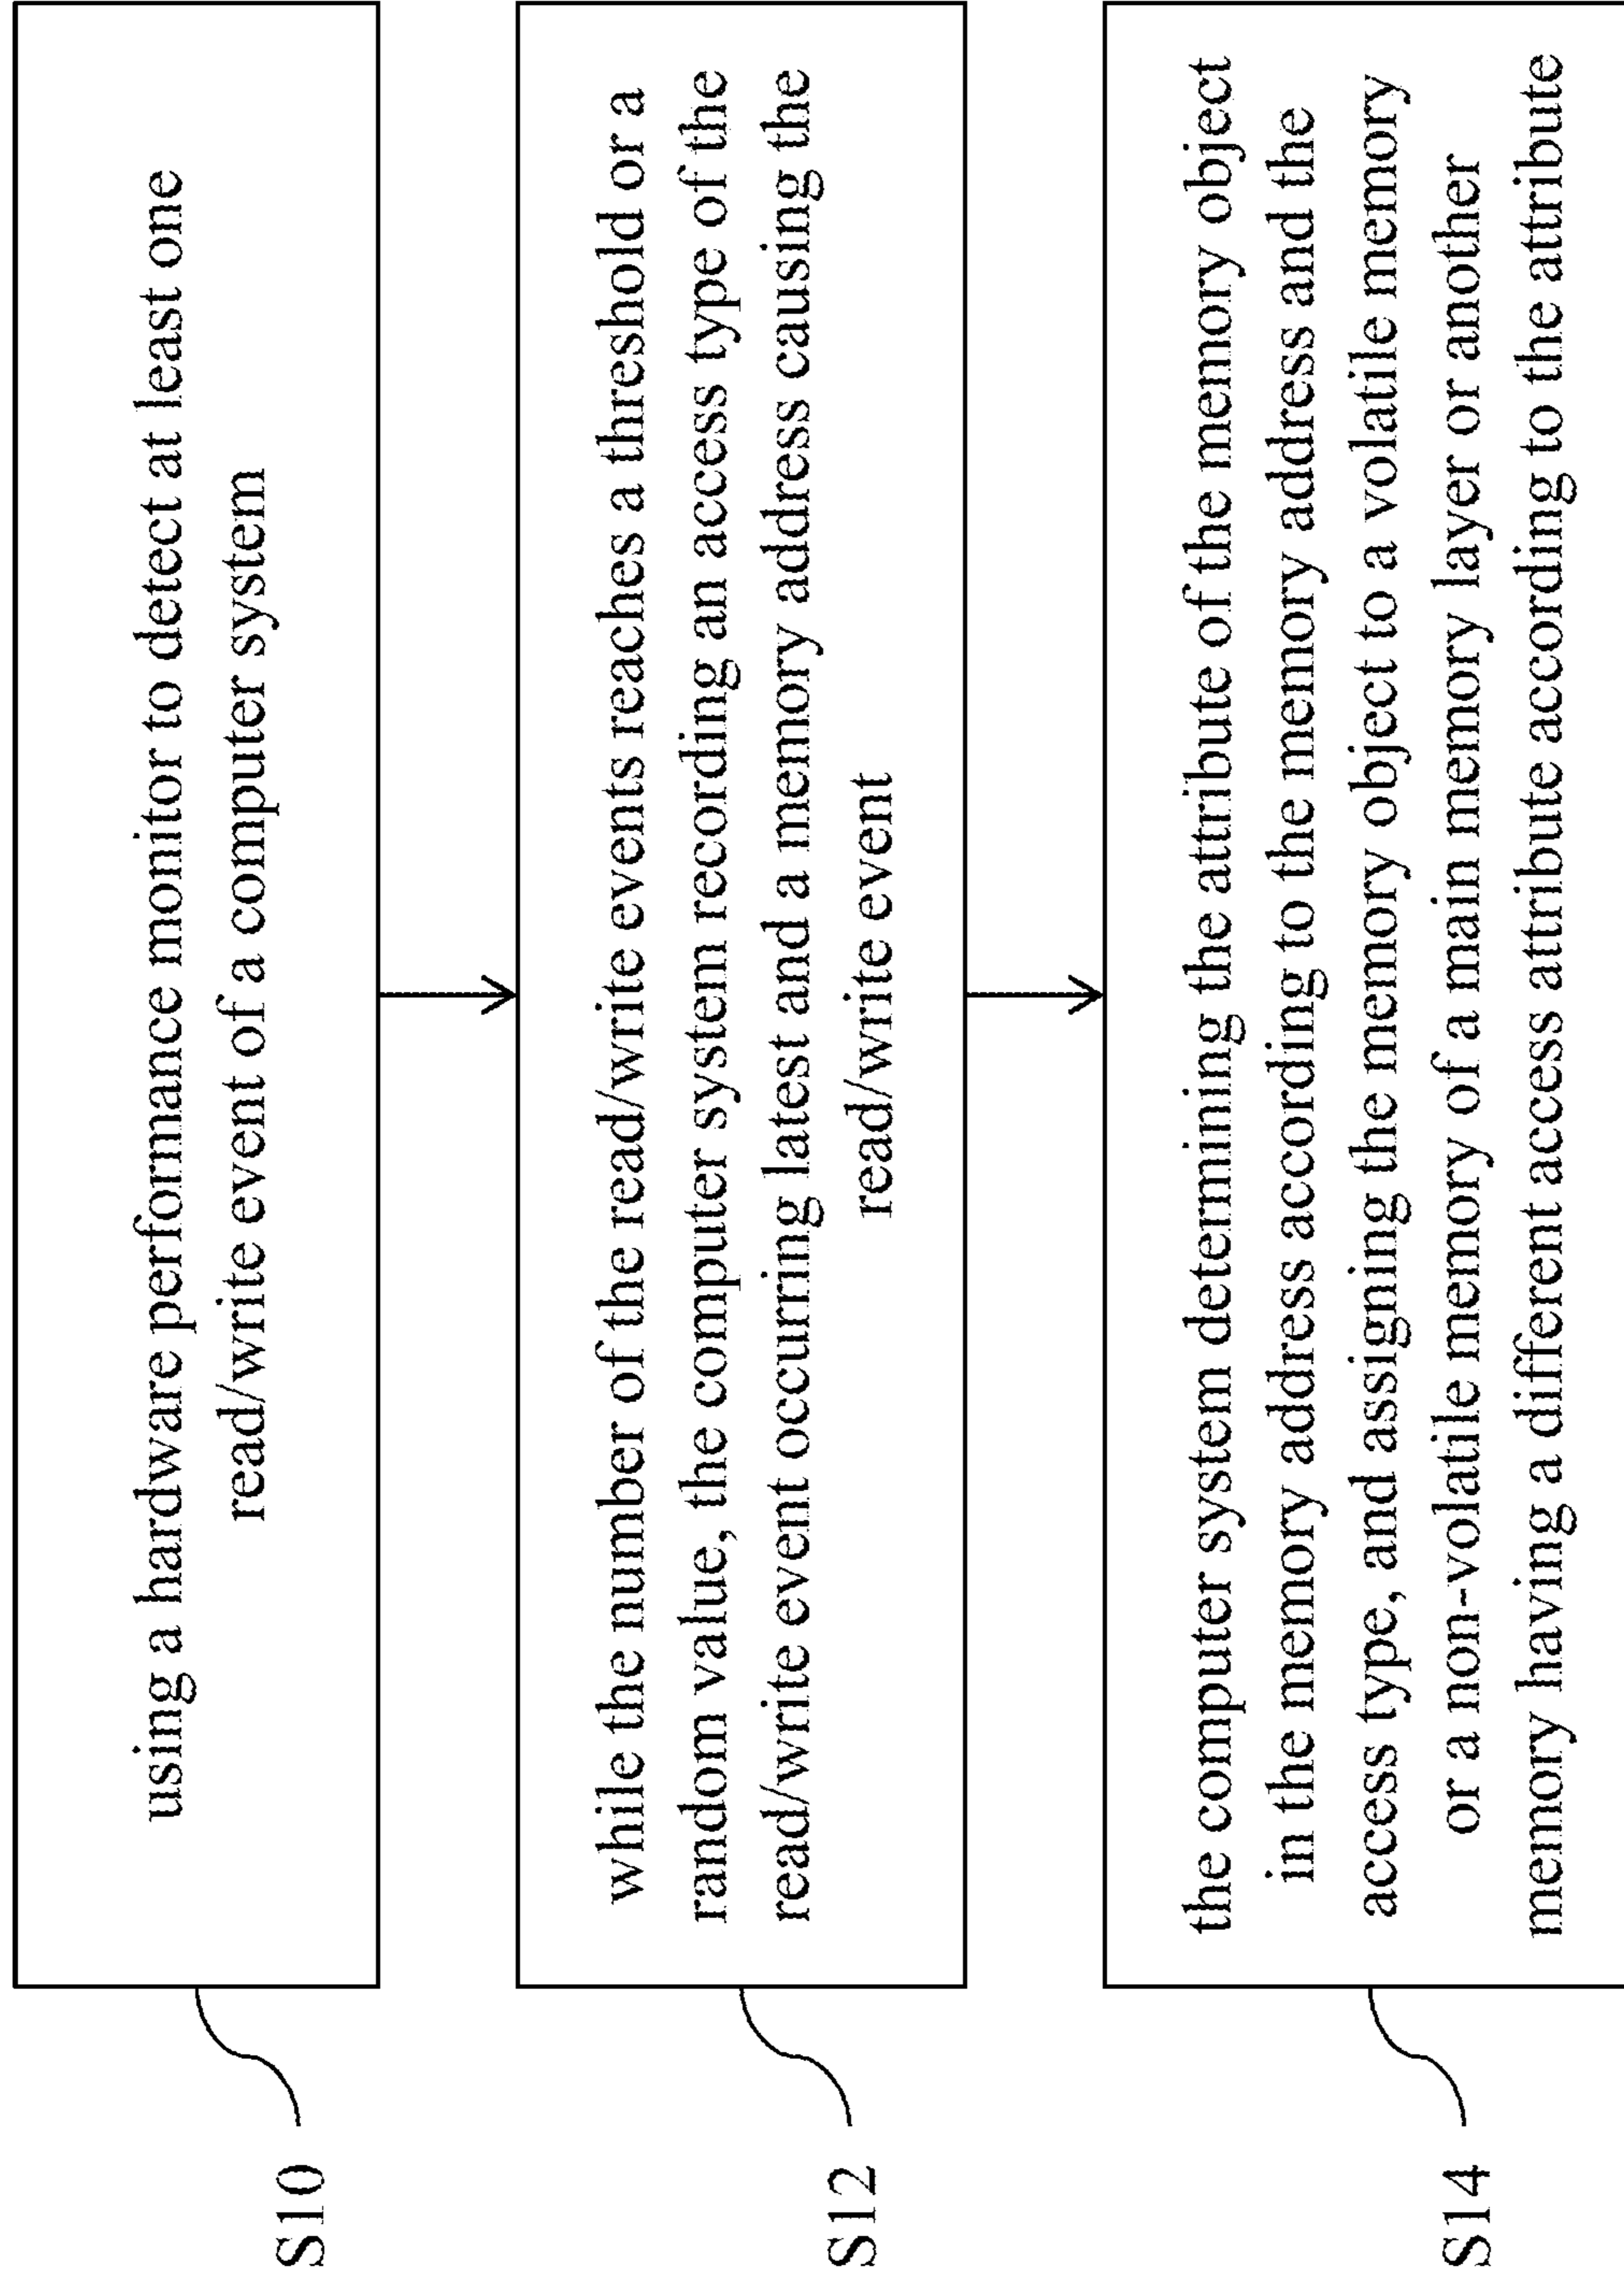 S10
using a hardware performance monitor to detect at least one
read/write event of a computer system
S12
while the number of the read/write events reaches a threshold or a
random value, the computer system recording an access type of the
read/write event occurring latest and a memory address causing the
read/write event
S14
the computer system determining the attribute of the memory object
in the memory address according to the memory address and the
access type, and assigning the memory object to a volatile memory
or a non-volatile memory of a main memory layer or another
memory having a different access attribute according to the attribute